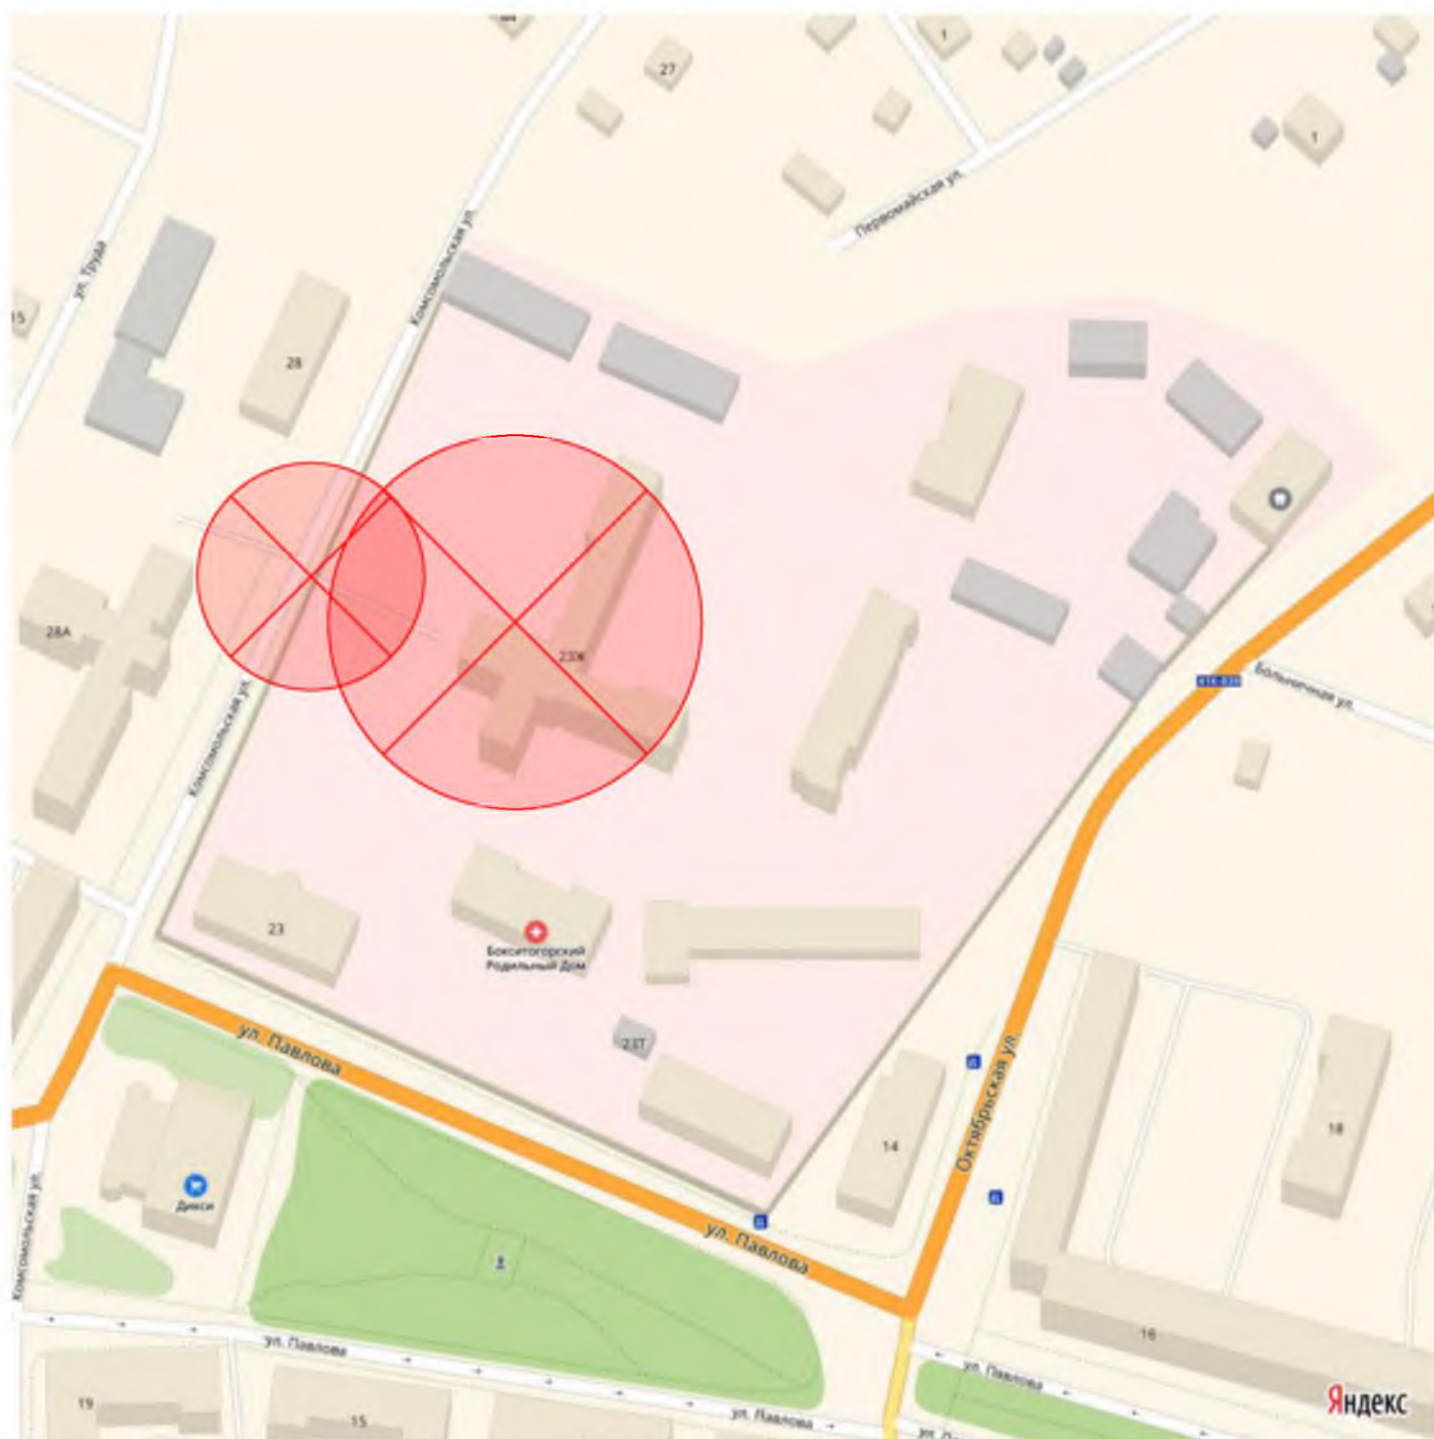 27
1
1
Первомайская ул.
Комсомольская ул.
ул. Труда
15
28
28А
Больничная ул.
Комсомольская ул.
23
Бокситогорский
Родильный Дом
23Т
ул. Павлова
Октябрьская ул.
14
18
Дикси
Комсомольская ул.
ул. Павлова
16
ул. Павлова
ул. Павлова
19
15
ул. Павлова
Яндекс